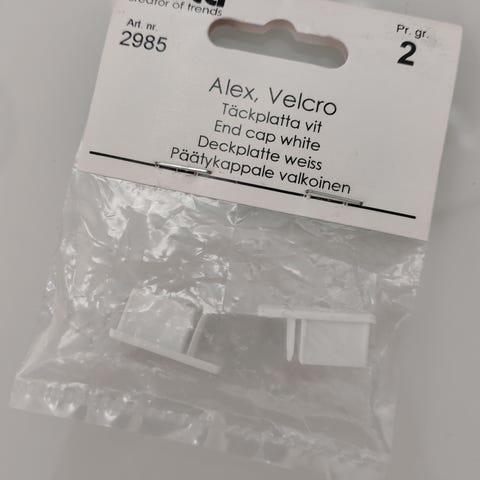 creator of trends
Art. nr.
2985
Pr. gr.
2
Alex, Velcro
Täckplatta vit
End cap white
Deckplatte weiss
Päätykappale valkoinen